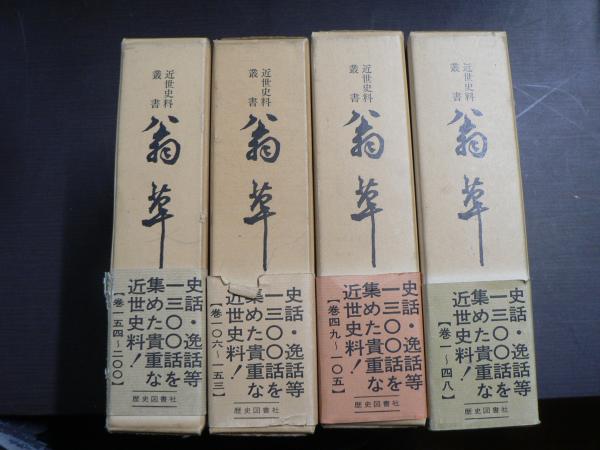 近世史料
叢書
翁草
史話・逸話等
一三〇〇話を
集めた貴重な
近世史料！
【巻一～四八】
歴史図書社
近世史料
叢書
翁草
史話・逸話等
一三〇〇話を
集めた貴重な
近世史料！
【巻四九～一〇五】
歴史図書社
近世史料
叢書
翁草
史話・逸話等
一三〇〇話を
集めた貴重な
近世史料！
【巻一〇六～一五三】
歴史図書社
近世史料
叢書
翁草
史話・逸話等
一三〇〇話を
集めた貴重な
近世史料！
【巻一五四～二〇〇】
歴史図書社